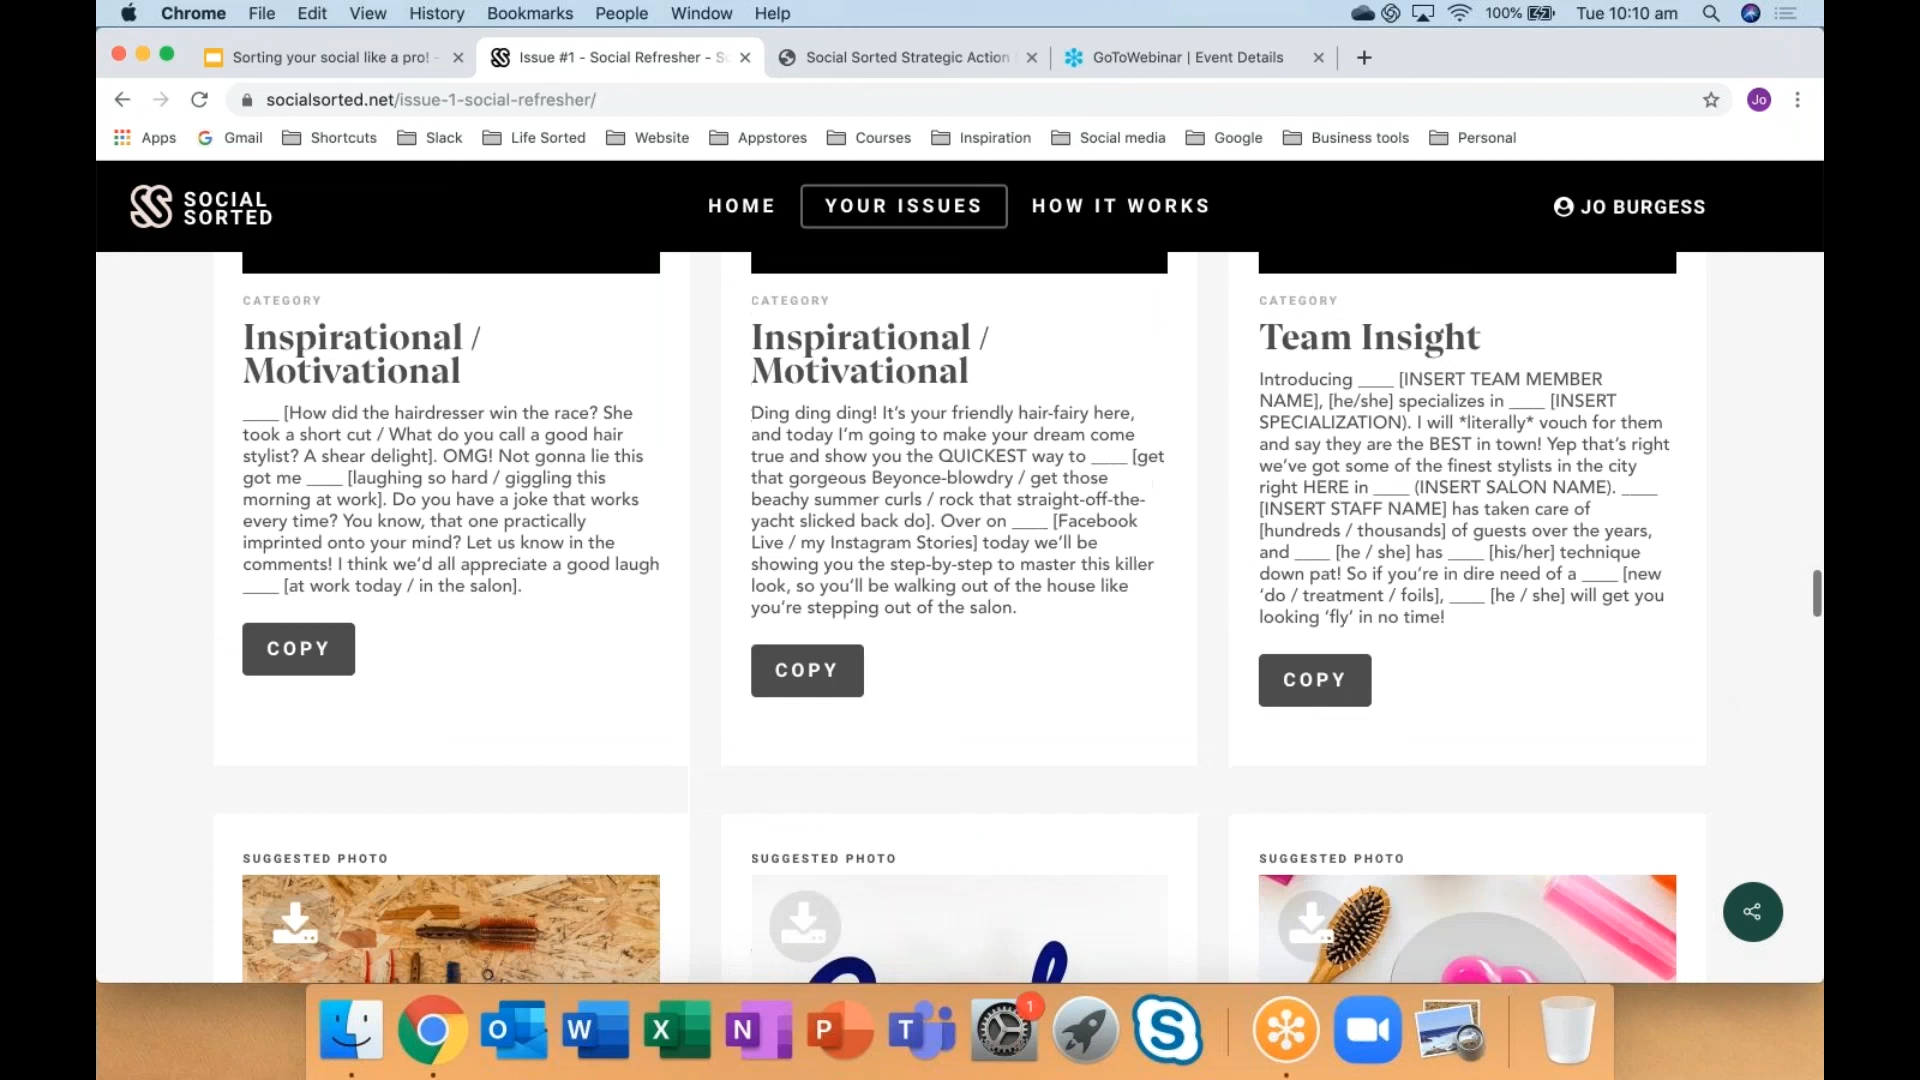 Chrome File Edit View History Bookmarks People Window Help 100% Tue 10:10 am
Sorting your social like a pro! - Issue #1 - Social Refresher - So Social Sorted Strategic Action GoToWebinar | Event Details
socialsorted.net/issue-1-social-refresher/ Jo
Apps Gmail Shortcuts Slack Life Sorted Website Appstores Courses Inspiration Social media Google Business tools Personal
SOCIAL
SORTED
HOME YOUR ISSUES HOW IT WORKS JO BURGESS
CATEGORY
Inspirational /
Motivational
____ [How did the hairdresser win the race? She
took a short cut / What do you call a good hair
stylist? A shear delight]. OMG! Not gonna lie this
got me ____ [laughing so hard / giggling this
morning at work]. Do you have a joke that works
every time? You know, that one practically
imprinted onto your mind? Let us know in the
comments! I think we’d all appreciate a good laugh
____ [at work today / in the salon].
COPY
CATEGORY
Inspirational /
Motivational
Ding ding ding! It’s your friendly hair-fairy here,
and today I’m going to make your dream come
true and show you the QUICKEST way to ____ [get
that gorgeous Beyonce-blowdry / get those
beachy summer curls / rock that straight-off-the-
yacht slicked back do]. Over on ____ [Facebook
Live / my Instagram Stories] today we’ll be
showing you the step-by-step to master this killer
look, so you’ll be walking out of the house like
you’re stepping out of the salon.
COPY
CATEGORY
Team Insight
Introducing ____ [INSERT TEAM MEMBER
NAME], [he/she] specializes in ____ [INSERT
SPECIALIZATION). I will *literally* vouch for them
and say they are the BEST in town! Yep that’s right
we’ve got some of the finest stylists in the city
right HERE in ____ (INSERT SALON NAME). ____
[INSERT STAFF NAME] has taken care of
[hundreds / thousands] of guests over the years,
and ____ [he / she] has ____ [his/her] technique
down pat! So if you’re in dire need of a ____ [new
‘do / treatment / foils], ____ [he / she] will get you
looking ‘fly’ in no time!
COPY
SUGGESTED PHOTO
SUGGESTED PHOTO
SUGGESTED PHOTO
O W X N P T 1 S